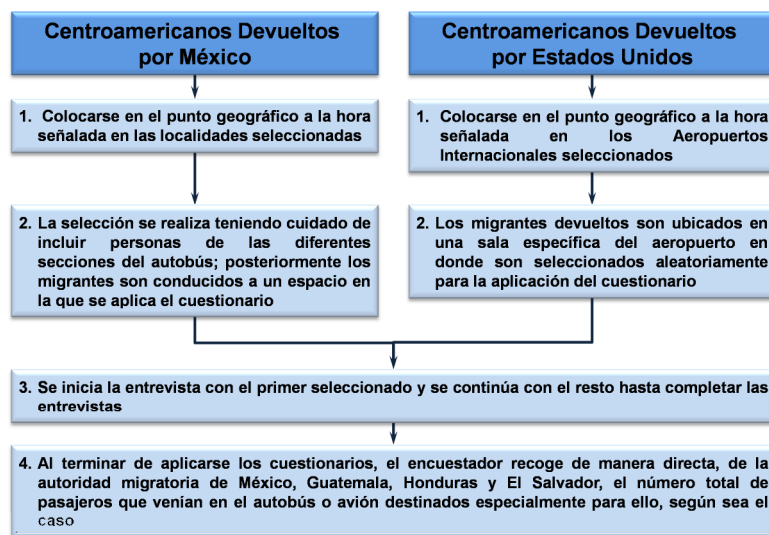 Centroamericanos Devueltos
por México
1. Colocarse en el punto geográfico a la hora
señalada en las localidades seleccionadas
2. La selección se realiza teniendo cuidado de
incluir personas de las diferentes
secciones del autobús; posteriormente los
migrantes son conducidos a un espacio en
la que se aplica el cuestionario
Centroamericanos Devueltos
por Estados Unidos
1. Colocarse en el punto geográfico a la hora
señalada en los Aeropuertos
Internacionales seleccionados
2. Los migrantes devueltos son ubicados en
una sala específica del aeropuerto en
donde son seleccionados aleatoriamente
para la aplicación del cuestionario
3. Se inicia la entrevista con el primer seleccionado y se continúa con el resto hasta completar las
entrevistas
4. Al terminar de aplicarse los cuestionarios, el encuestador recoge de manera directa, de la
autoridad migratoria de México, Guatemala, Honduras y El Salvador, el número total de
pasajeros que venían en el autobús o avión destinados especialmente para ello, según sea el
caso